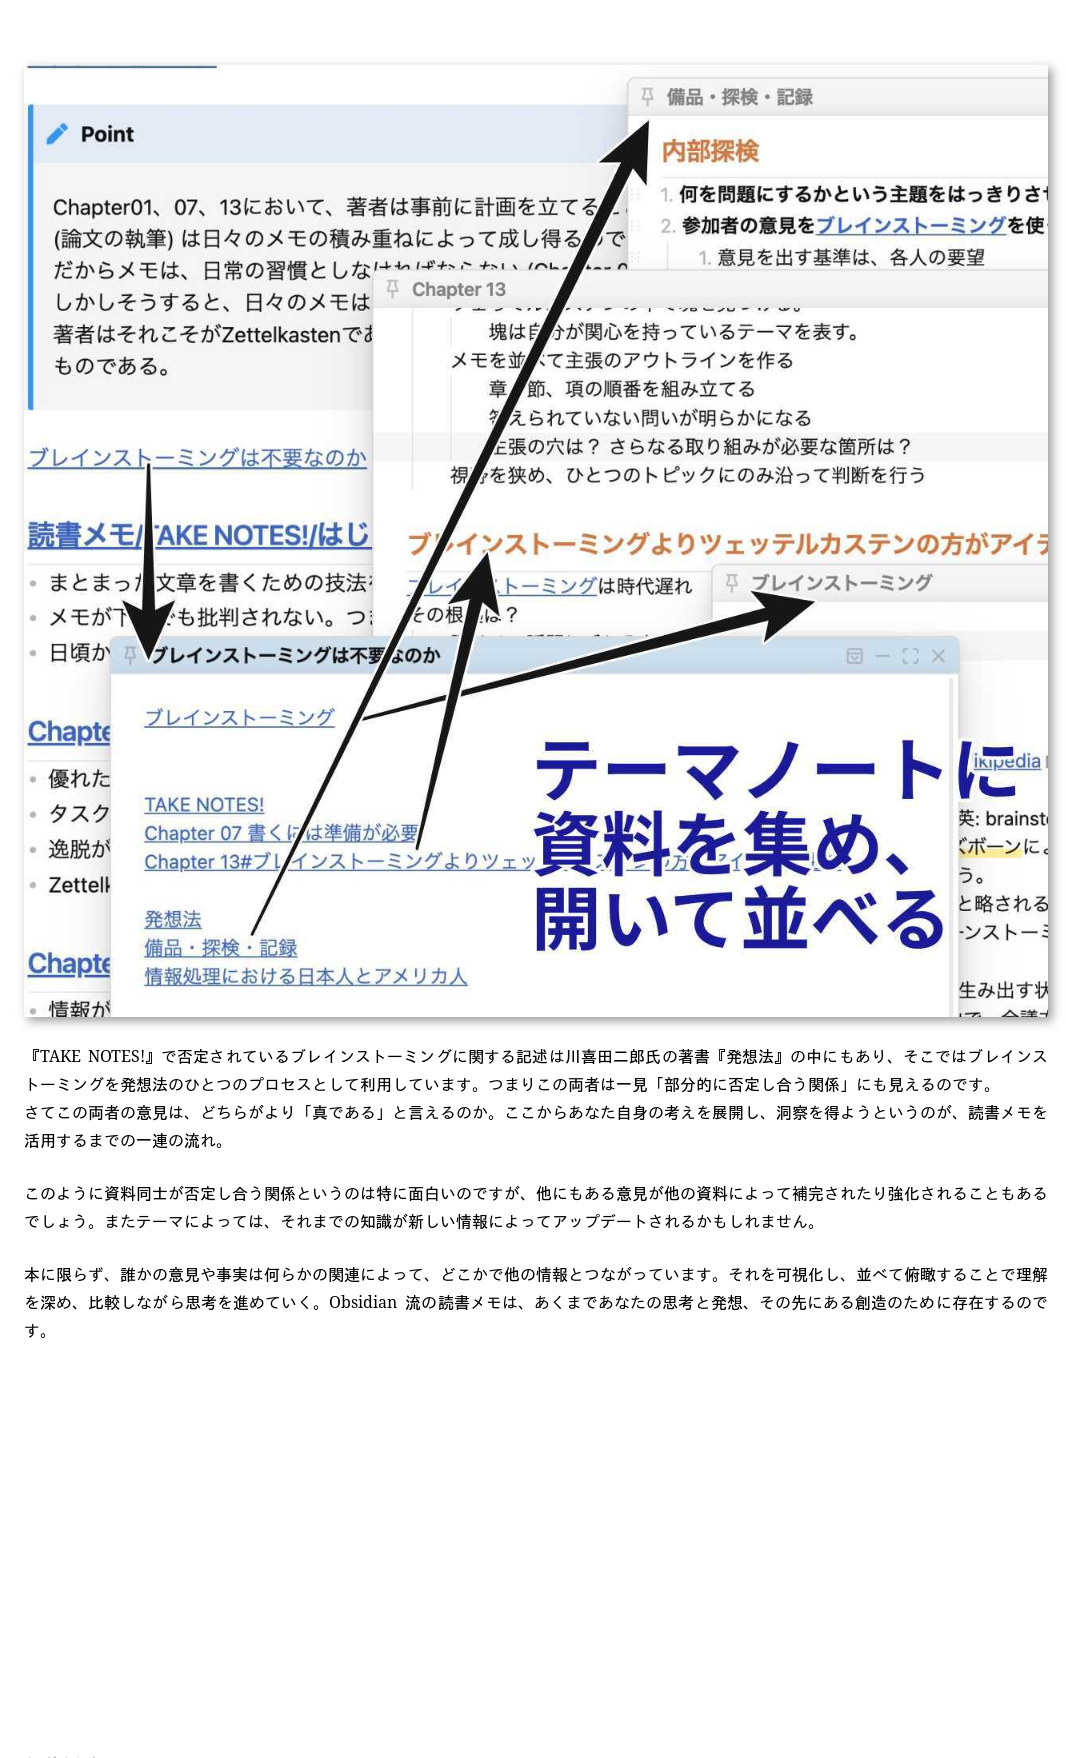 備品・探検・記録
Point
内部探検
1. 何を問題にするかという主題をはっきりさ
2. 参加者の意見をブレインストーミングを使
1. 意見を出す基準は、各人の要望
Chapter01、07、13において、著者は事前に計画を立てる
(論文の執筆) は日々のメモの積み重ねによって成し得る
だからメモは、日常の習慣としなければならない
しかしそうすると、日々のメモは
著者はそれこそがZettelkastenであ
ものである。
Chapter 13
塊は自分が関心を持っているテーマを表す。
メモを並べて主張のアウトラインを作る
章、節、項の順番を組み立てる
答えられていない問いが明らかになる
主張の穴は？ さらなる取り組みが必要な箇所は？
視野を狭め、ひとつのトピックにのみ沿って判断を行う
ブレインストーミングは不要なのか
読書メモ/TAKE NOTES!/はじ
まとまった文章を書くための技法
メモが下手でも批判されない。つ
日頃か
ブレインストーミングよりツェッテルカステンの方がアイデ
ブレインストーミングは時代遅れ
その根拠は？
ブレインストーミング
Chapte
優れた
タスク
逸脱が
Zettelk
Chapte
情報が
ブレインストーミングは不要なのか
ブレインストーミング
TAKE NOTES!
Chapter 07 書くには準備が必要
Chapter 13#ブレインストーミングよりツェッ
発想法
備品・探検・記録
情報処理における日本人とアメリカ人
テーマノートに
資料を集め、
開いて並べる
ikipedia
英: brainst
ズボーンに
う。
と略される
ーンストーミ
生み出す状
『TAKE NOTES!』で否定されているブレインストーミングに関する記述は川喜田二郎氏の著書『発想法』の中にもあり、そこではブレインス
トーミングを発想法のひとつのプロセスとして利用しています。つまりこの両者は一見「部分的に否定し合う関係」にも見えるのです。
さてこの両者の意見は、どちらがより「真である」と言えるのか。ここからあなた自身の考えを展開し、洞察を得ようというのが、読書メモを
活用するまでの一連の流れ。
このように資料同士が否定し合う関係というのは特に面白いのですが、他にもある意見が他の資料によって補完されたり強化されることもある
でしょう。またテーマによっては、それまでの知識が新しい情報によってアップデートされるかもしれません。
本に限らず、誰かの意見や事実は何らかの関連によって、どこかで他の情報とつながっています。それを可視化し、並べて俯瞰することで理解
を深め、比較しながら思考を進めていく。Obsidian 流の読書メモは、あくまであなたの思考と発想、その先にある創造のために存在するので
す。